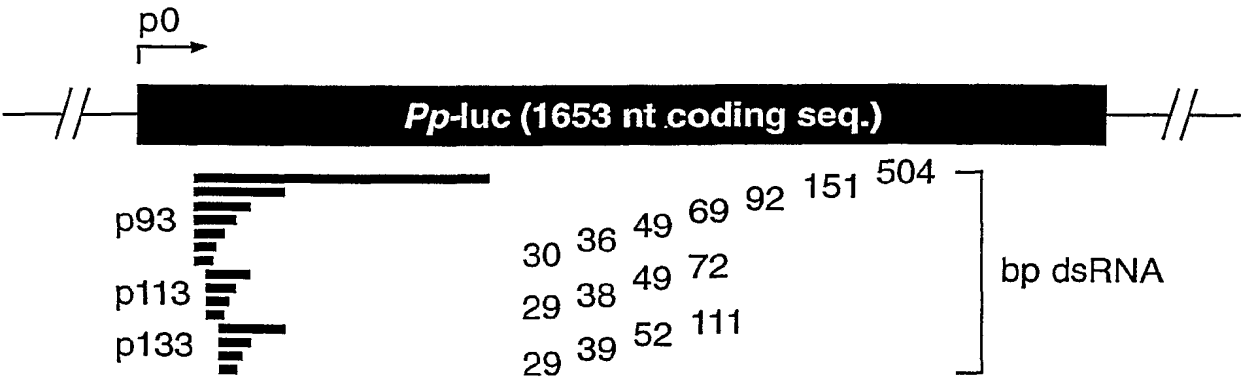 p0
Pp-luc (1653 nt coding seq.)
p93
30 36 49 69 92 151 504
p113
29 38 49 72
p133
29 39 52 111
bp dsRNA